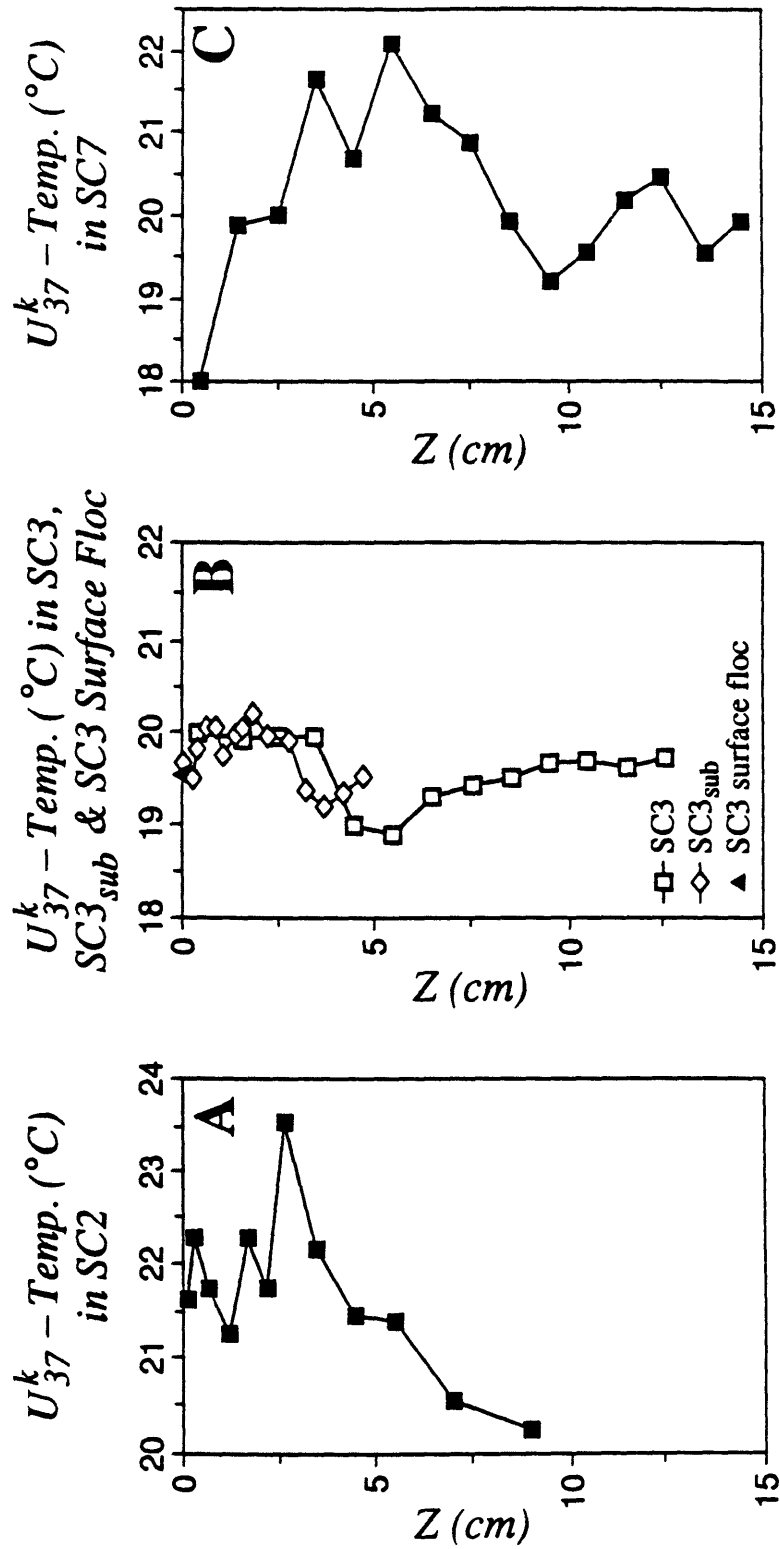 U^k_37 – Temp. (°C)
in SC2
20 21 22 23 24
A
0
5
10
15
Z (cm)
U^k_37 – Temp (°C) in SC3,
SC3_sub & SC3 Surface Floc
18 19 20 21 22
B
0
5
10
15
Z (cm)
SC3
SC3_sub
SC3 surface floc
U^k_37 – Temp. (°C)
in SC7
18 19 20 21 22
C
0
5
10
15
Z (cm)